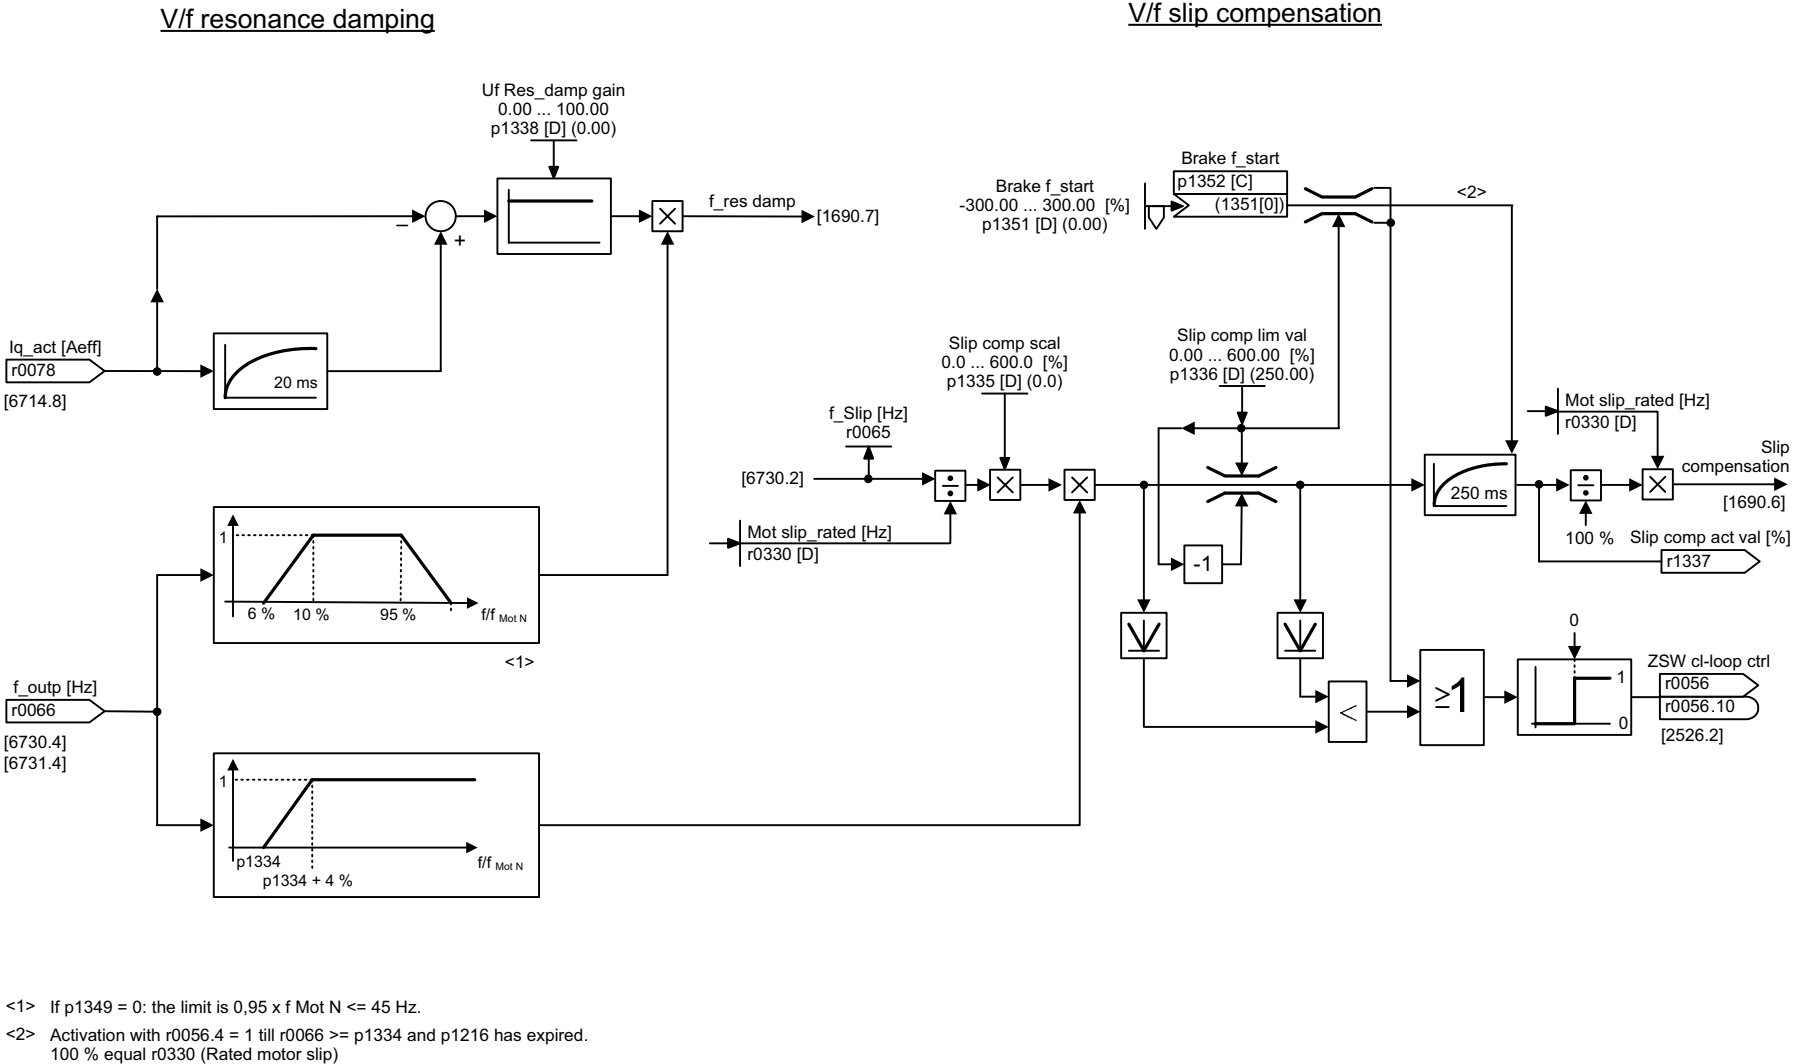 V/f resonance damping
V/f slip compensation
Uf Res_damp gain
0.00 ... 100.00
p1338 [D] (0.00)
f_res damp
[1690.7]
−
+
Iq_act [Aeff]
r0078
[6714.8]
20 ms
1
6 %
10 %
95 %
f/f Mot N
<1>
f_outp [Hz]
r0066
[6730.4]
[6731.4]
1
p1334
p1334 + 4 %
f/f Mot N
Brake f_start
-300.00 ... 300.00 [%]
p1351 [D] (0.00)
Brake f_start
p1352 [C]
(1351[0])
<2>
Slip comp scal
0.0 ... 600.0 [%]
p1335 [D] (0.0)
Slip comp lim val
0.00 ... 600.00 [%]
p1336 [D] (250.00)
f_Slip [Hz]
r0065
[6730.2]
÷
×
×
Mot slip_rated [Hz]
r0330 [D]
-1
250 ms
Mot slip_rated [Hz]
r0330 [D]
÷
×
100 %
Slip
compensation
[1690.6]
Slip comp act val [%]
r1337
<
≥1
0
1
0
ZSW cl-loop ctrl
r0056
r0056.10
[2526.2]
<1> If p1349 = 0: the limit is 0,95 x f Mot N <= 45 Hz.
<2> Activation with r0056.4 = 1 till r0066 >= p1334 and p1216 has expired.
100 % equal r0330 (Rated motor slip)